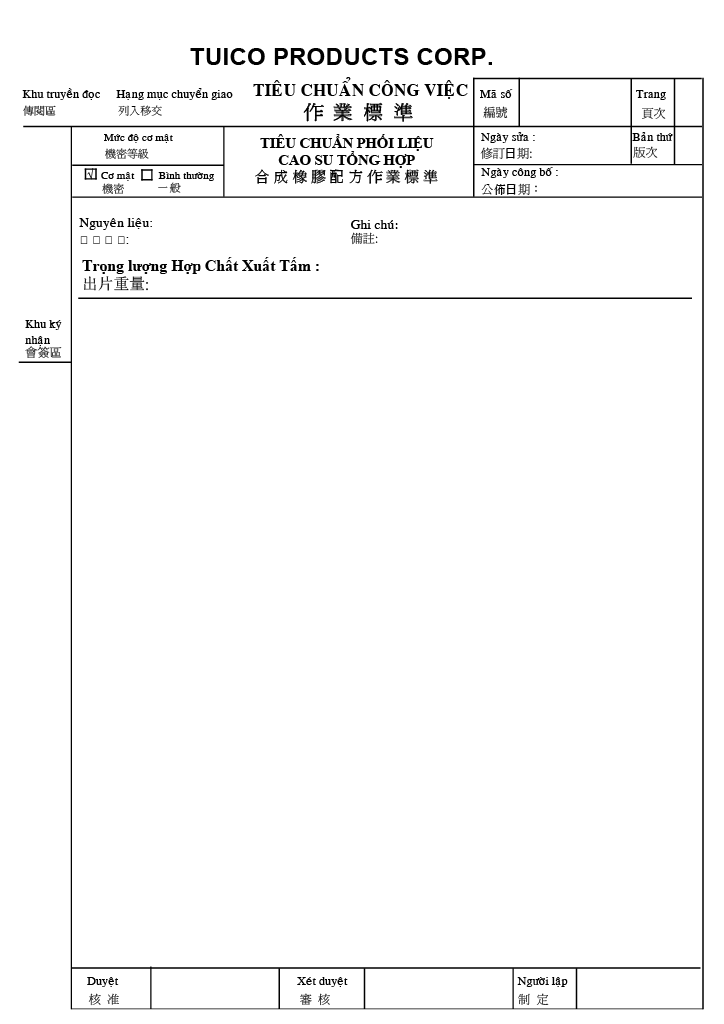 TUICO PRODUCTS CORP.
Khu truyền đọc
傳閱區
Hạng mục chuyển giao
列入移交
TIÊU CHUẨN CÔNG VIỆC
作業標準
Mã số
編號
Trang
頁次
Mức độ cơ mật
機密等級
☑ Cơ mật ☐ Bình thường
機密 一般
TIÊU CHUẨN PHỐI LIỆU
CAO SU TỔNG HỢP
合成橡膠配方作業標準
Ngày sửa :
修訂日期:
Bản thứ
版次
Ngày công bố :
公佈日期：
Nguyên liệu:
□ □ □ □:
Ghi chú:
備註:
Trọng lượng Hợp Chất Xuất Tấm :
出片重量:
Khu ký
nhận
會簽區
Duyệt
核准
Xét duyệt
審核
Người lập
制定